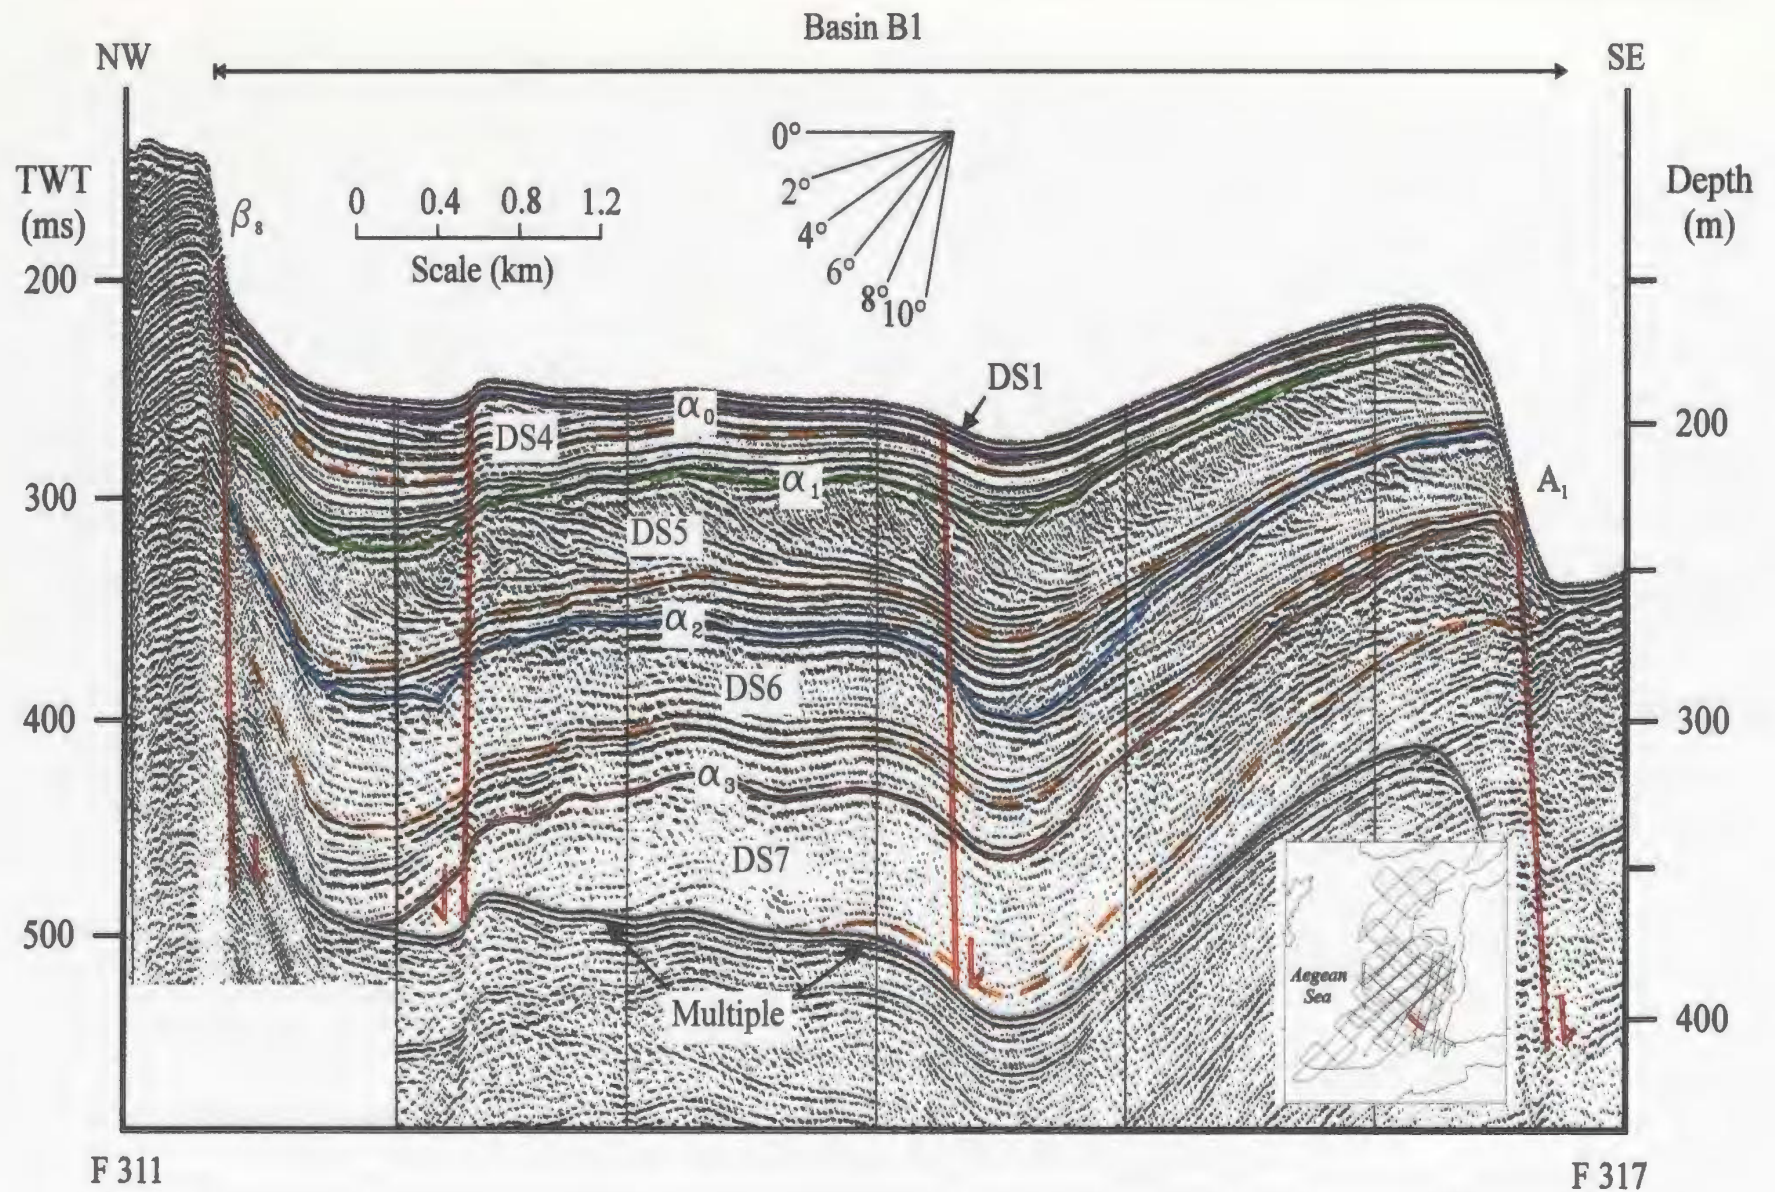 Basin B1
NW
SE
TWT
(ms)
Depth
(m)
β₈
0 0.4 0.8 1.2
Scale (km)
0°
2°
4°
6°
8°
10°
200
300
400
500
200
300
400
DS1
α₀
DS4
α₁
DS5
α₂
DS6
α₃
DS7
A₁
Multiple
Aegean
Sea
F 311
F 317